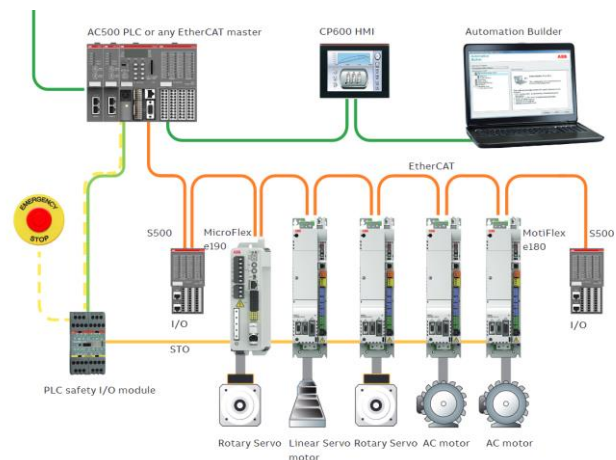 AC500 PLC or any EtherCAT master
CP600 HMI
Automation Builder
ABB
EtherCAT
EMERGENCY
STOP
S500
MicroFlex
e190
MotiFlex
e180
S500
I/O
I/O
STO
PLC safety I/O module
Rotary Servo
Linear Servo
motor
Rotary Servo
AC motor
AC motor